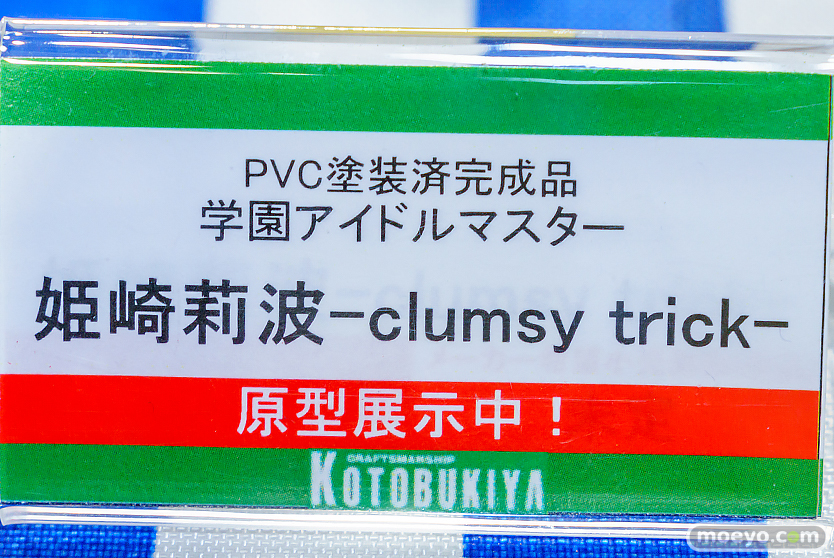 PVC塗装済完成品
学園アイドルマスター
姫崎莉波-clumsy trick-
原型展示中！
CRAFTSMANSHIP
KOTOBUKIYA
moeyo.com